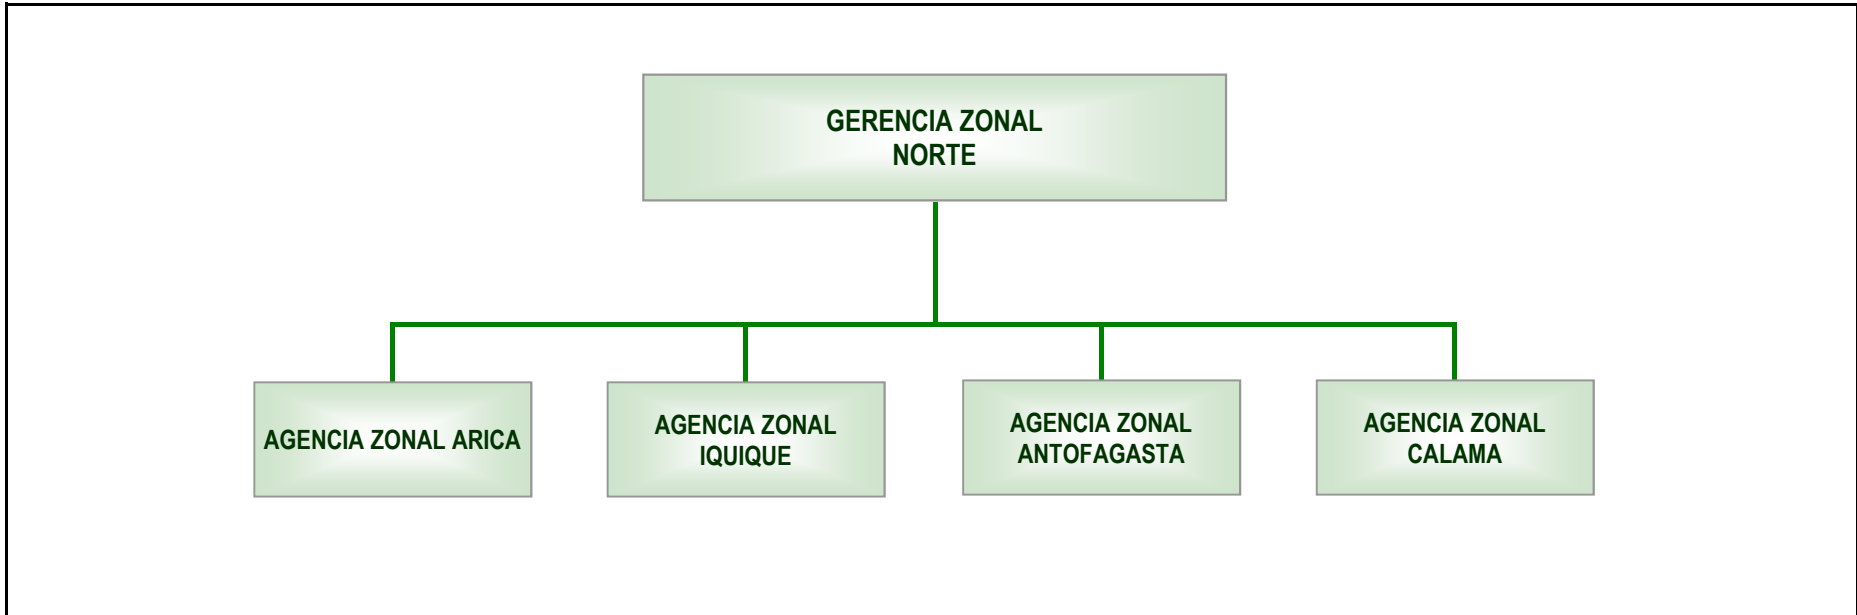 GERENCIA ZONAL
NORTE
AGENCIA ZONAL ARICA
AGENCIA ZONAL
IQUIQUE
AGENCIA ZONAL
ANTOFAGASTA
AGENCIA ZONAL
CALAMA